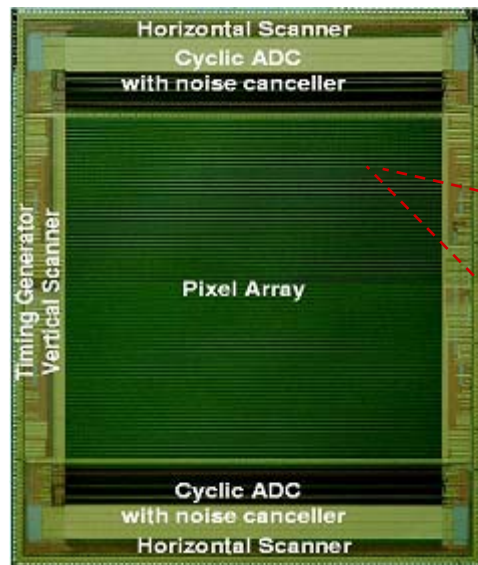 Horizontal Scanner
Cyclic ADC
with noise canceller
Timing Generator
Vertical Scanner
Pixel Array
Cyclic ADC
with noise canceller
Horizontal Scanner